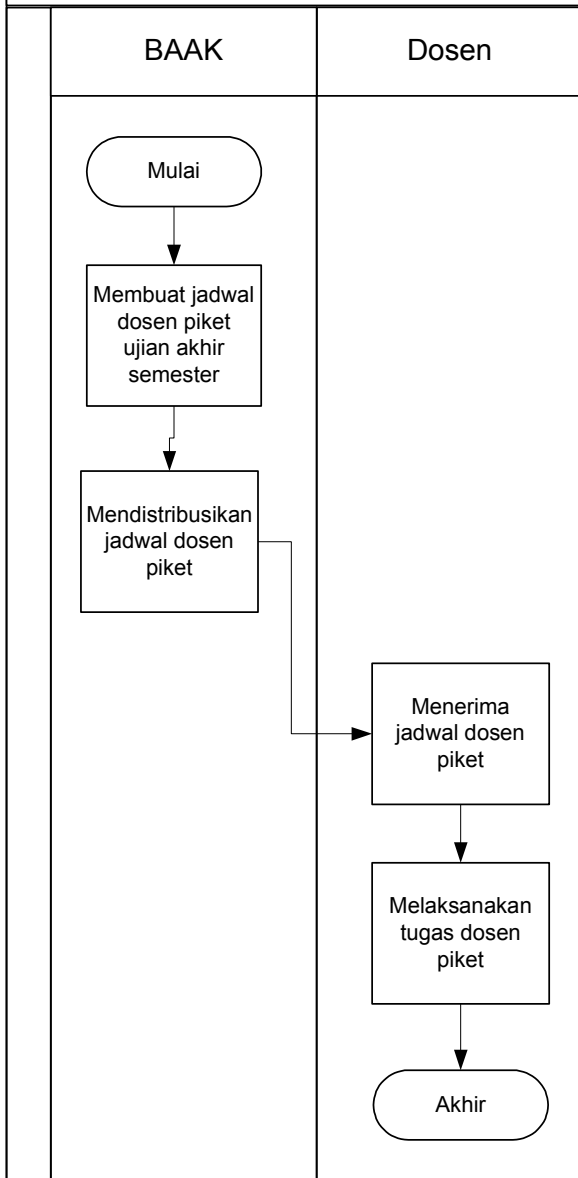 BAAK
Dosen
Mulai
Membuat jadwal
dosen piket
ujian akhir
semester
Mendistribusikan
jadwal dosen
piket
Menerima
jadwal dosen
piket
Melaksanakan
tugas dosen
piket
Akhir